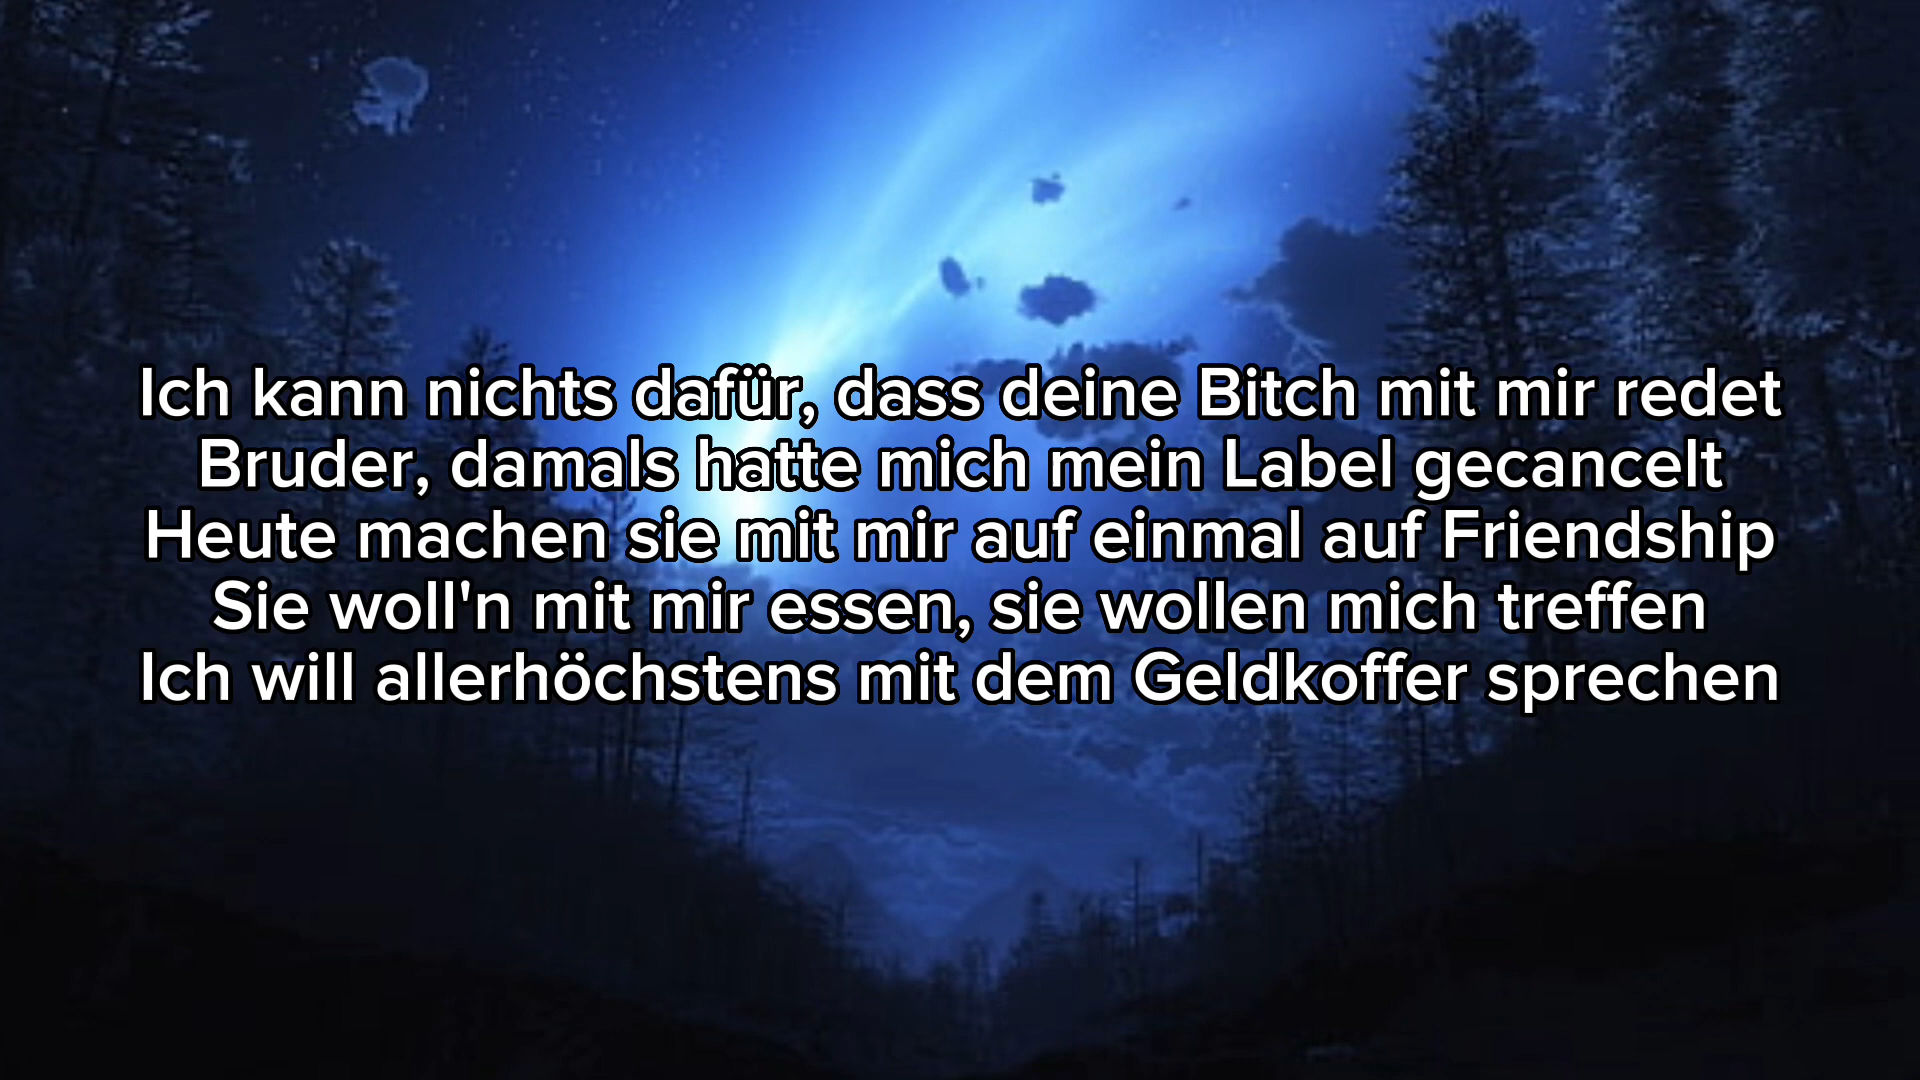 Ich kann nichts dafür, dass deine Bitch mit mir redet
Bruder, damals hatte mich mein Label gecancelt
Heute machen sie mit mir auf einmal auf Friendship
Sie woll'n mit mir essen, sie wollen mich treffen
Ich will allerhöchstens mit dem Geldkoffer sprechen